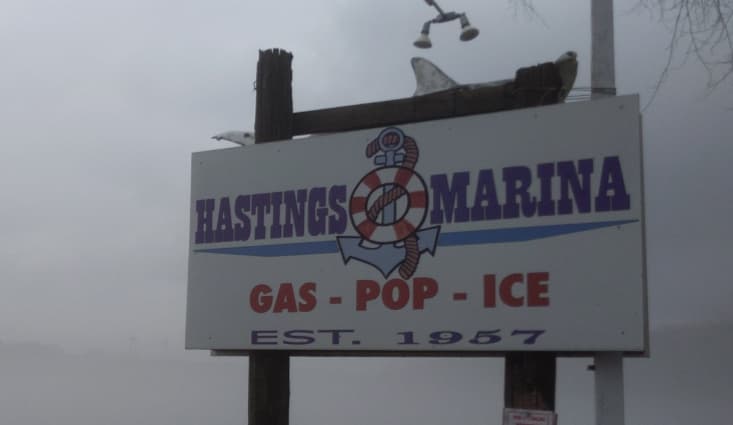 HASTINGS MARINA
GAS - POP - ICE
EST. 1957